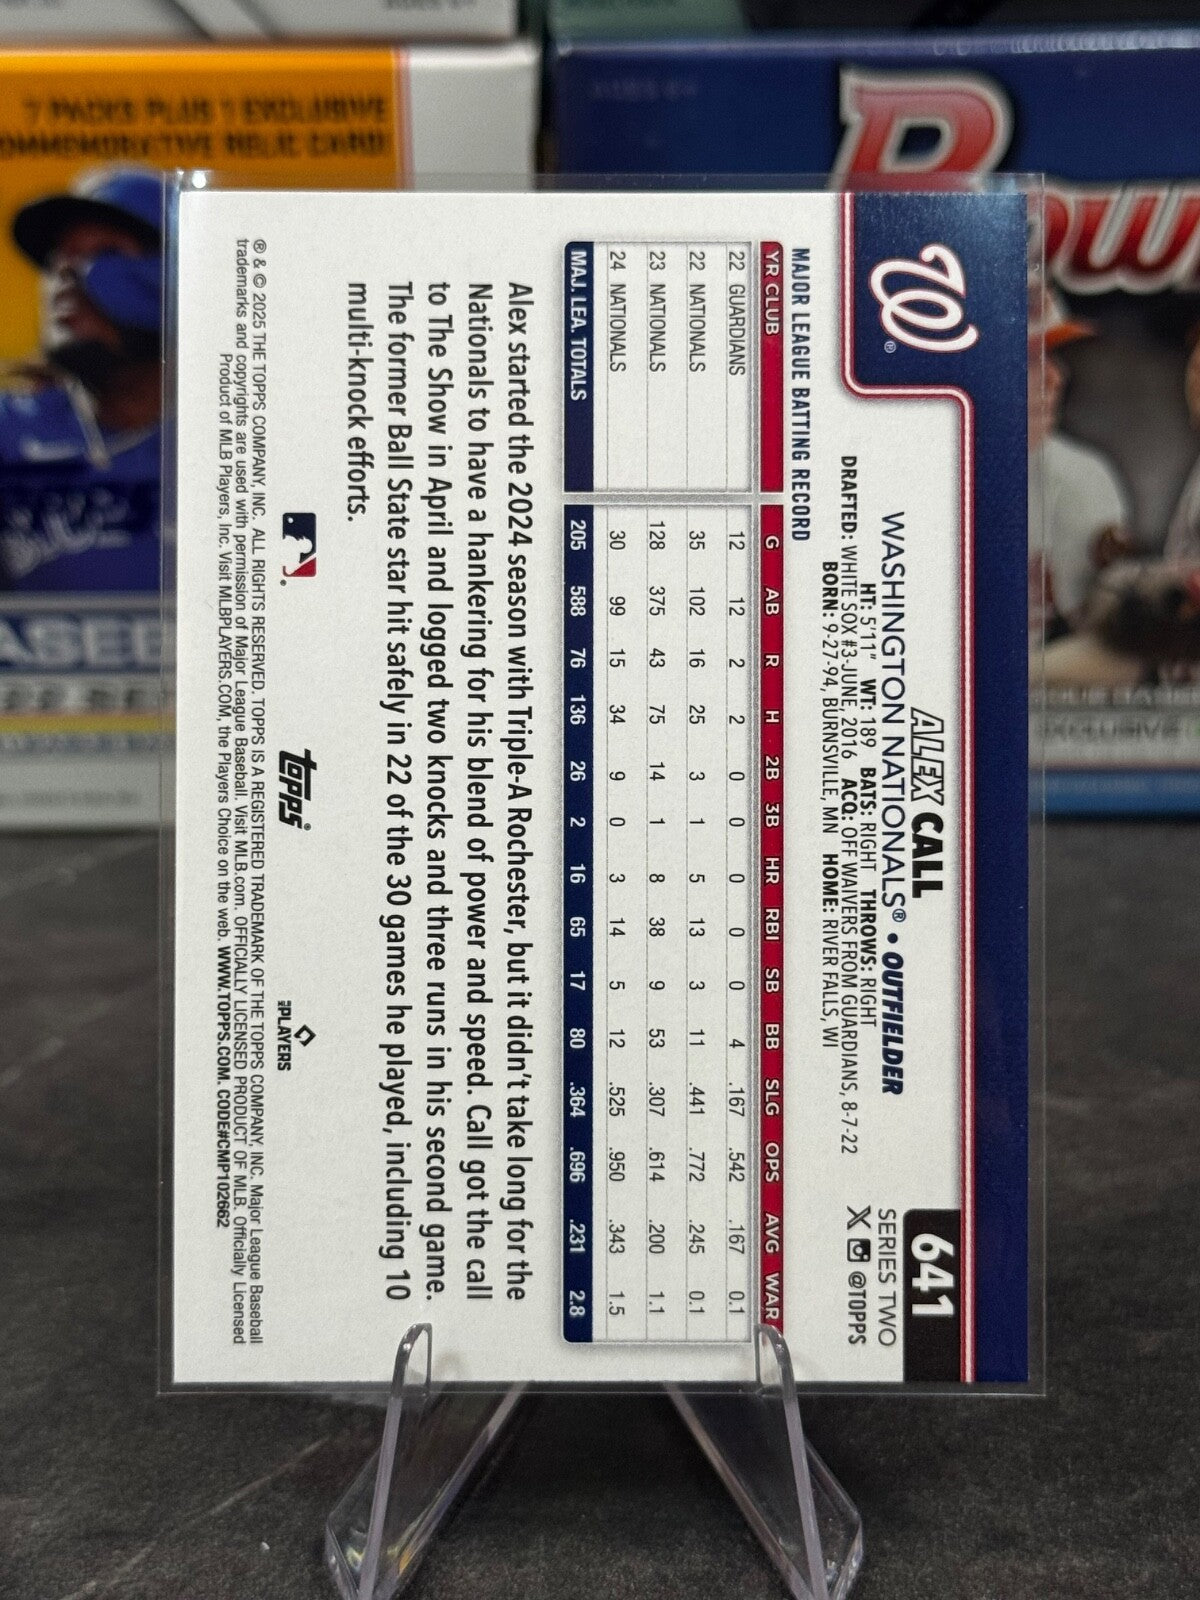 7 PACKS PLUS 1 EXCLUSIVE
COMMEMORATIVE RELIC CARD!
641
SERIES TWO
@TOPPS
ALEX CALL
WASHINGTON NATIONALS® • OUTFIELDER
HT: 5'11" WT: 189 BATS: RIGHT THROWS: RIGHT
DRAFTED: WHITE SOX #3-JUNE, 2016 ACQ: OFF WAIVERS FROM GUARDIANS, 8-7-22
BORN: 9-27-94, BURNSVILLE, MN HOME: RIVER FALLS, WI
MAJOR LEAGUE BATTING RECORD
YR CLUB G AB R H 2B 3B HR RBI SB BB SLG OPS AVG WAR
22 GUARDIANS 12 12 2 2 0 0 0 0 0 4 .167 .542 .167 0.1
22 NATIONALS 35 102 16 25 3 1 5 13 3 11 .441 .772 .245 0.1
23 NATIONALS 128 375 43 75 14 1 8 38 9 53 .307 .614 .200 1.1
24 NATIONALS 30 99 15 34 9 0 3 14 5 12 .525 .950 .343 1.5
MAJ. LEA. TOTALS 205 588 76 136 26 2 16 65 17 80 .364 .696 .231 2.8
Alex started the 2024 season with Triple-A Rochester, but it didn't take long for the
Nationals to have a hankering for his blend of power and speed. Call got the call
to The Show in April and logged two knocks and three runs in his second game.
The former Ball State star hit safely in 22 of the 30 games he played, including 10
multi-knock efforts.
topps®
PLAYERS
® & © 2025 THE TOPPS COMPANY, INC. ALL RIGHTS RESERVED. TOPPS IS A REGISTERED TRADEMARK OF THE TOPPS COMPANY, INC. Major League Baseball
trademarks and copyrights are used with permission of Major League Baseball. Visit MLB.com. OFFICIALLY LICENSED PRODUCT OF MLB. Officially Licensed
Product of MLB Players, Inc. Visit MLBPLAYERS.COM, the Players Choice on the web. WWW.TOPPS.COM. CODE#CMP102662